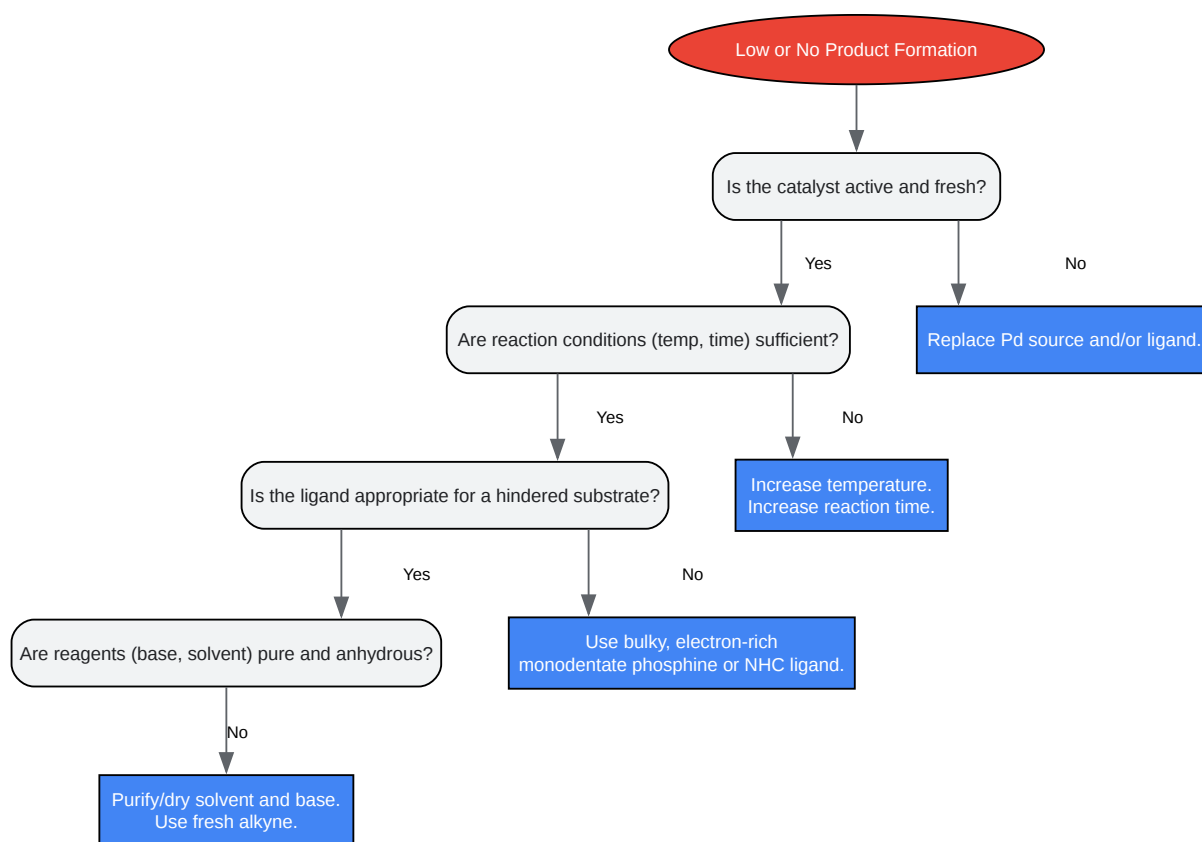 Low or No Product Formation
Is the catalyst active and fresh?
Yes
No
Are reaction conditions (temp, time) sufficient?
Replace Pd source and/or ligand.
Yes
No
Is the ligand appropriate for a hindered substrate?
Increase temperature.
Increase reaction time.
Yes
No
Are reagents (base, solvent) pure and anhydrous?
Use bulky, electron-rich
monodentate phosphine or NHC ligand.
No
Purify/dry solvent and base.
Use fresh alkyne.